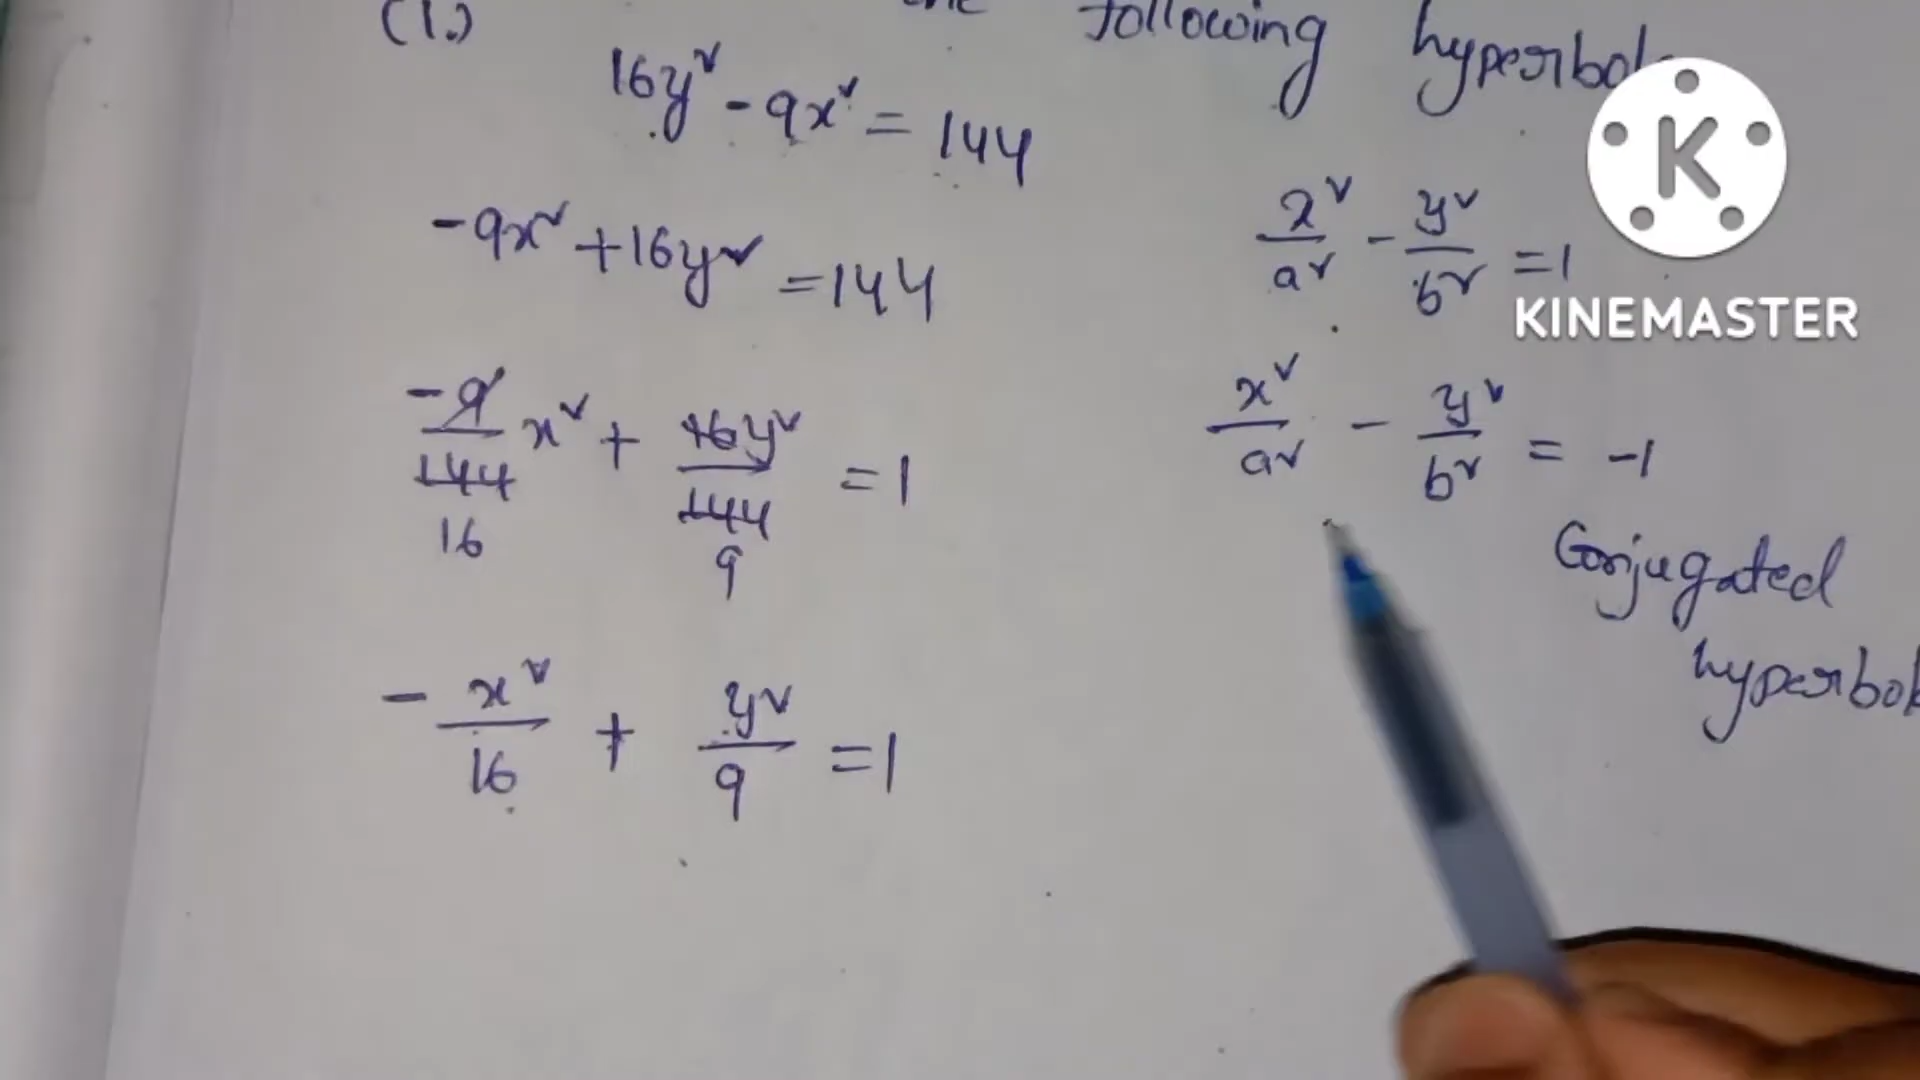 (1.) following hyperbol
16y² - 9x² = 144
-9x² + 16y² = 144
-9/144 x² + 16y²/144 = 1
16 9
-x²/16 + y²/9 = 1
x²/a² - y²/b² = 1
x²/a² - y²/b² = -1
Conjugated
hyperbol
K
KINEMASTER